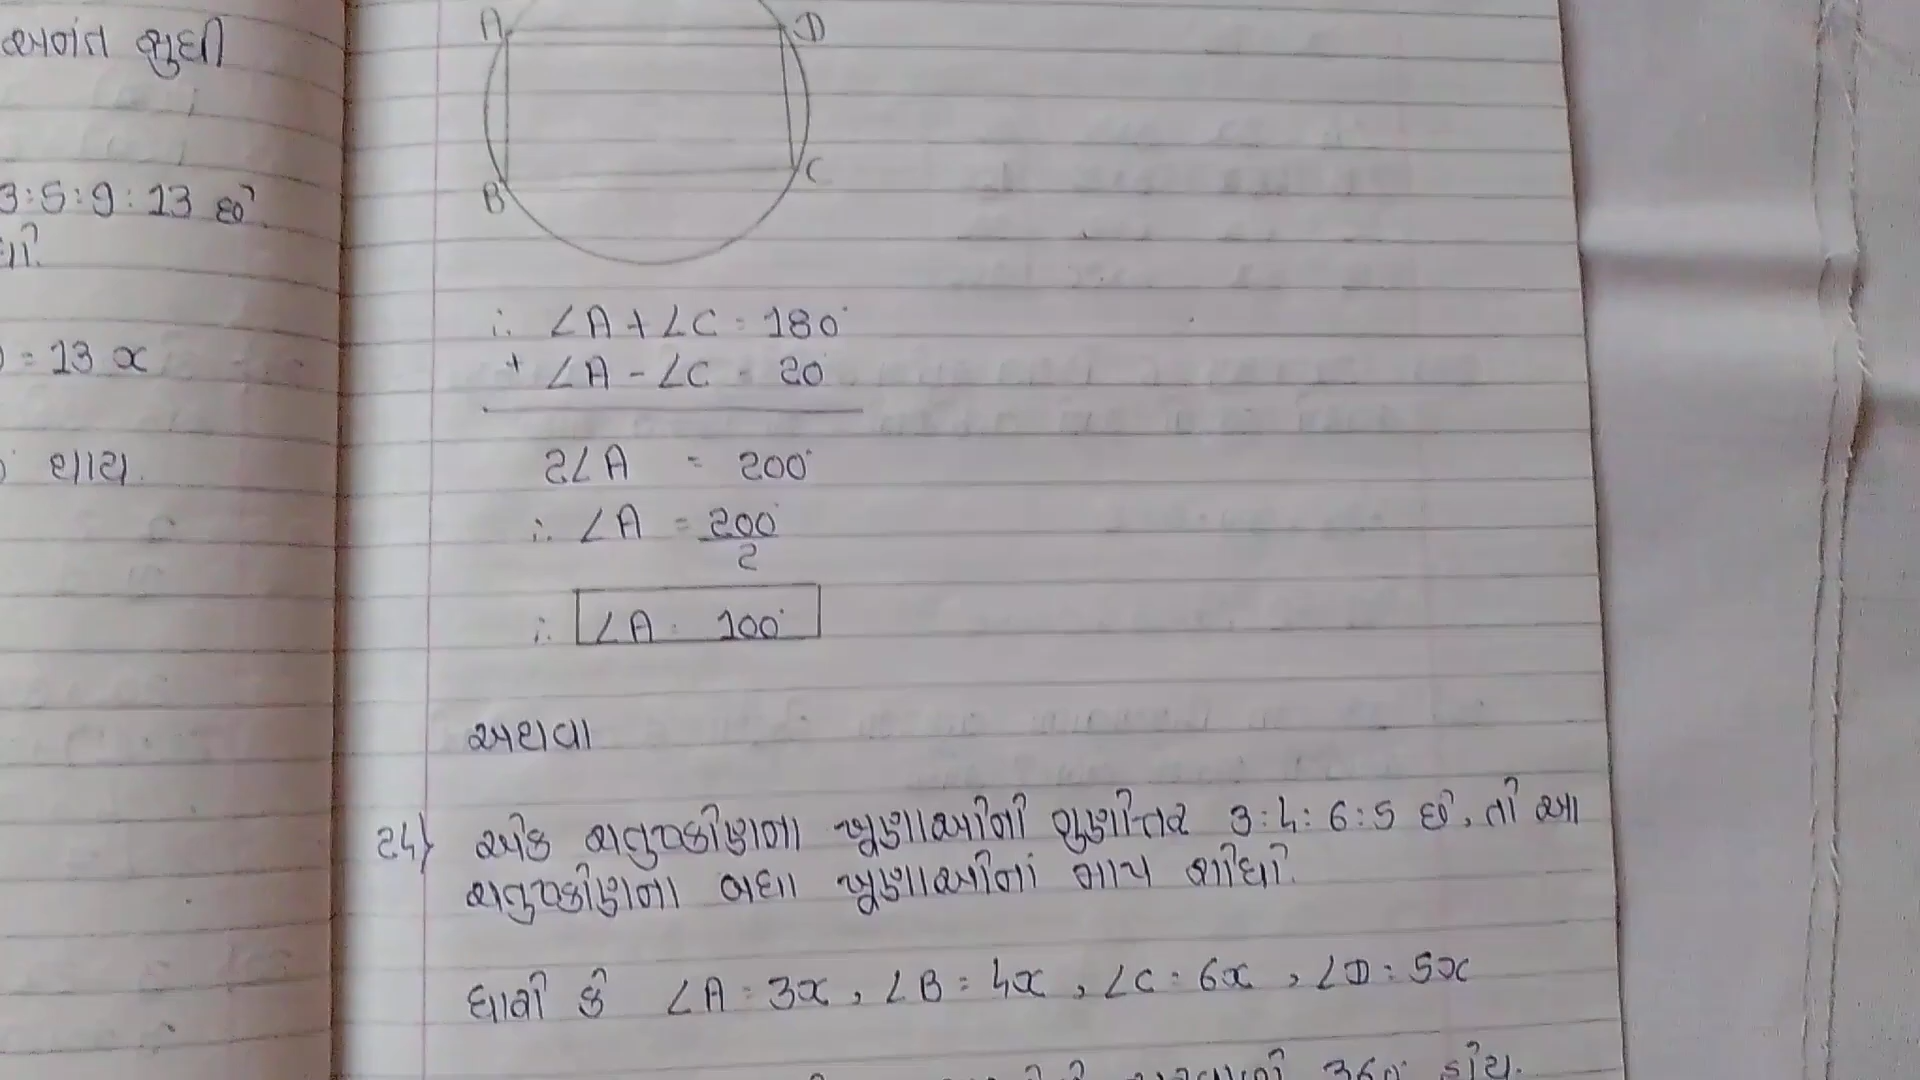 અનંત સુધી
3:5:9:13 છે.
= 13 x
થાય.
A D
B C
∴ ∠A + ∠C = 180°
+ ∠A - ∠C = 20
2∠A = 200°
∴ ∠A = 200
2
∴ ∠A = 100°
અથવા
24) એક ચતુષ્કોણના ખૂણાઓનો ગુણોત્તર 3:4:6:5 છે, તો આ
ચતુષ્કોણના બધા ખૂણાઓનાં માપ શોધો.
ધારો કે ∠A = 3x, ∠B = 4x, ∠C = 6x, ∠D = 5x
360° હોય.